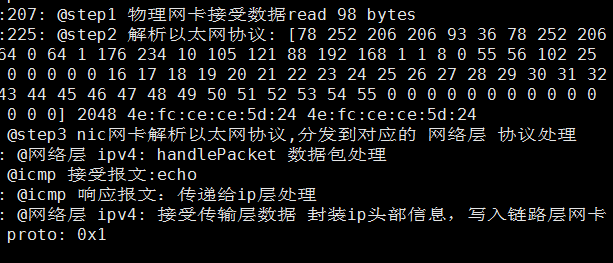 :207: @step1 物理网卡接受数据read 98 bytes
:225: @step2 解析以太网协议: [78 252 206 206 93 36 78 252 206
64 0 64 1 176 234 10 105 121 88 192 168 1 1 8 0 55 56 102 25
0 0 0 0 0 16 17 18 19 20 21 22 23 24 25 26 27 28 29 30 31 32
43 44 45 46 47 48 49 50 51 52 53 54 55 0 0 0 0 0 0 0 0 0 0 0
0 0 0] 2048 4e:fc:ce:ce:5d:24 4e:fc:ce:ce:5d:24
@step3 nic网卡解析以太网协议,分发到对应的 网络层 协议处理
: @网络层 ipv4: handlePacket 数据包处理
@icmp 接受报文:echo
: @icmp 响应报文: 传递给ip层处理
: @网络层 ipv4: 接受传输层数据 封装ip头部信息, 写入链路层网卡
proto: 0x1